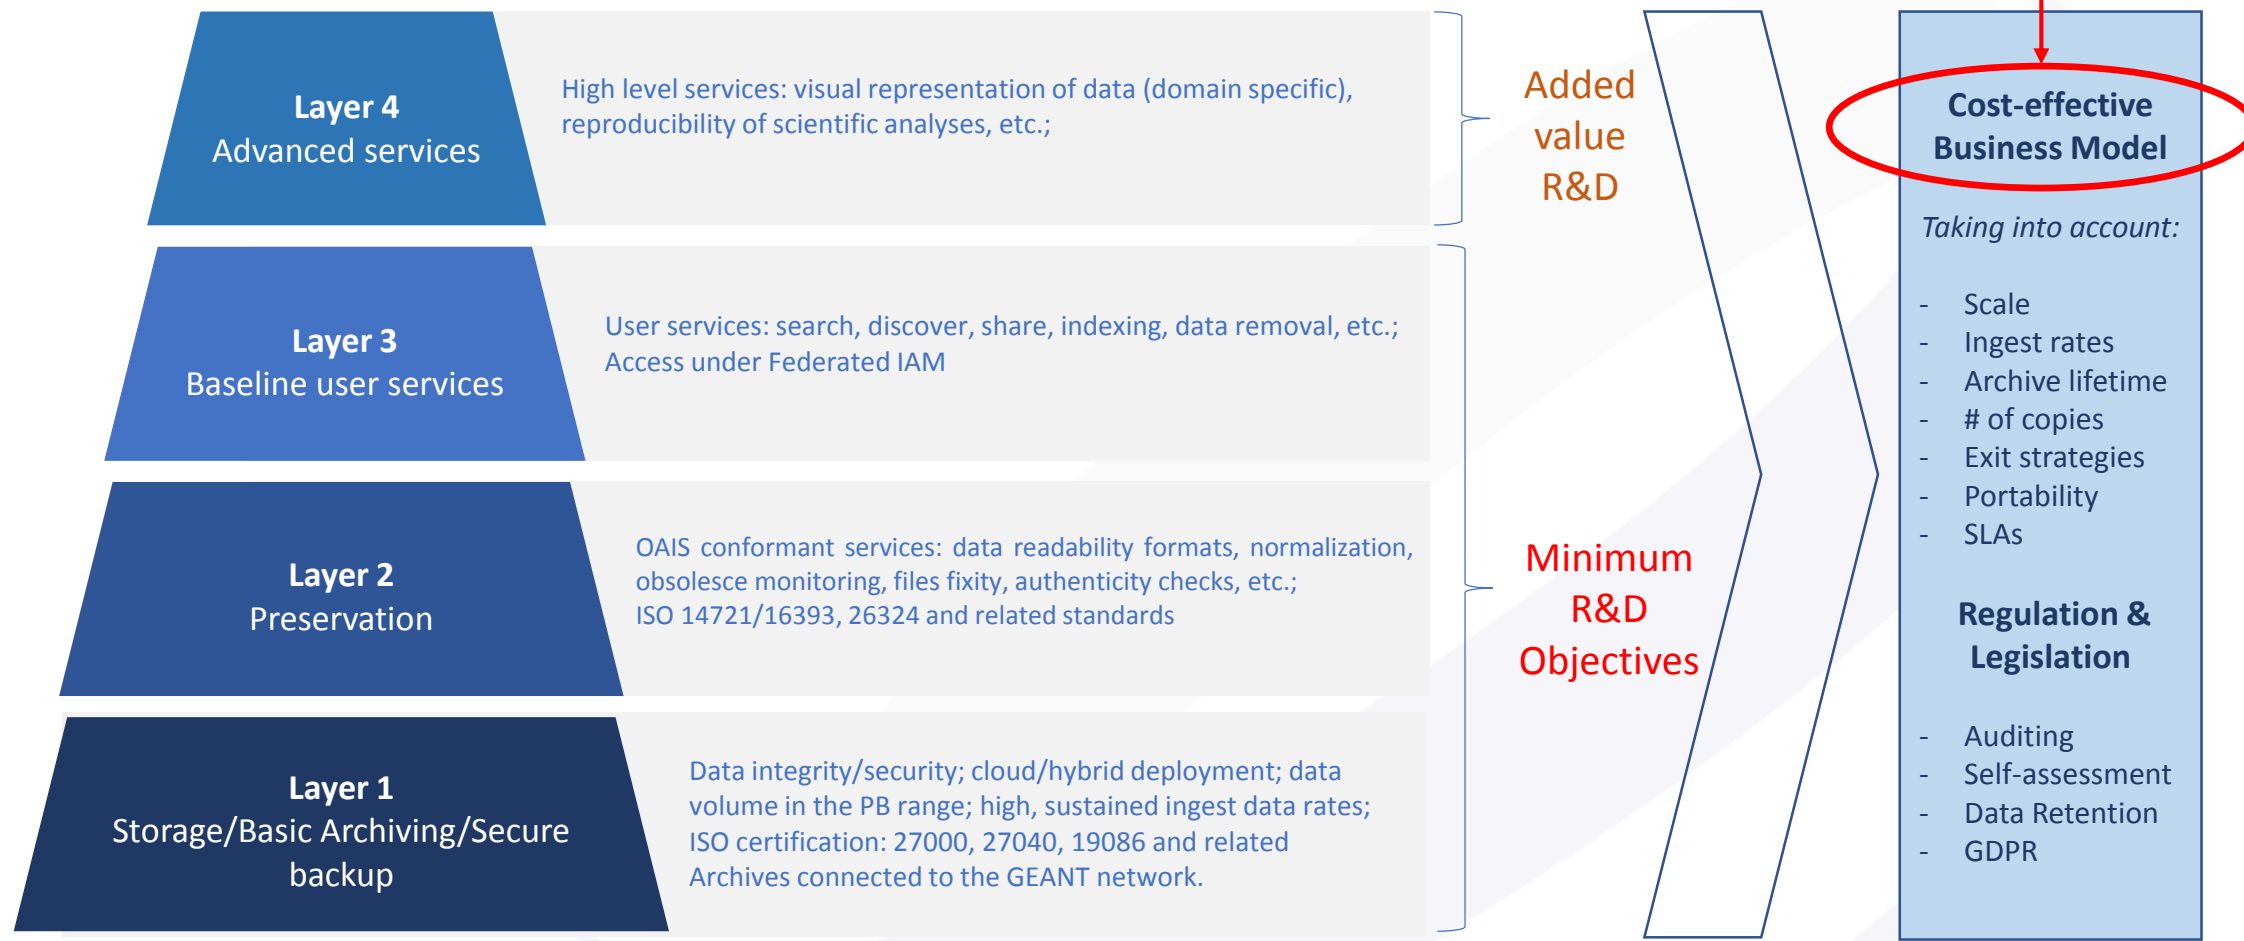 Layer 4
Advanced services
High level services: visual representation of data (domain specific),
reproducibility of scientific analyses, etc.;
Added
value
R&D
Layer 3
Baseline user services
User services: search, discover, share, indexing, data removal, etc.;
Access under Federated IAM
Layer 2
Preservation
OAIS conformant services: data readability formats, normalization,
obsolesce monitoring, files fixity, authenticity checks, etc.;
ISO 14721/16393, 26324 and related standards
Minimum
R&D
Objectives
Layer 1
Storage/Basic Archiving/Secure
backup
Data integrity/security; cloud/hybrid deployment; data
volume in the PB range; high, sustained ingest data rates;
ISO certification: 27000, 27040, 19086 and related
Archives connected to the GEANT network.
Cost-effective
Business Model
Taking into account:
- Scale
- Ingest rates
- Archive lifetime
- # of copies
- Exit strategies
- Portability
- SLAs
Regulation &
Legislation
- Auditing
- Self-assessment
- Data Retention
- GDPR